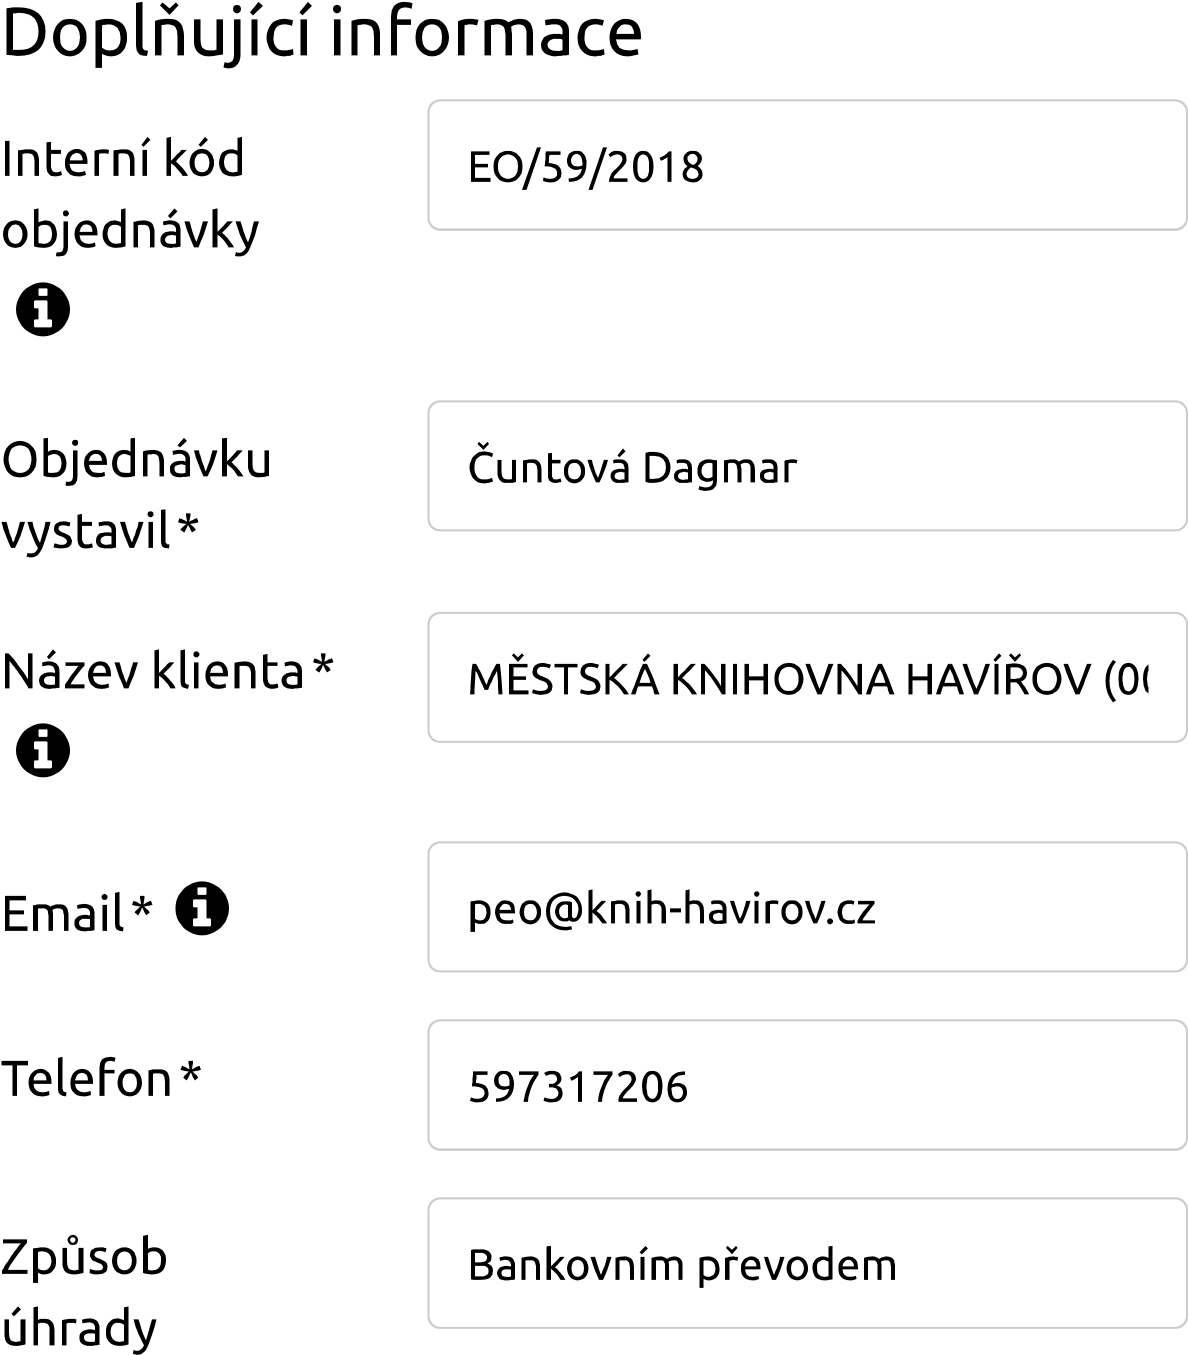 Doplňující informace
Interní kód
objednávky
EO/59/2018
Objednávku
vystavil*
Čuntová Dagmar
Název klienta*
MĚSTSKÁ KNIHOVNA HAVÍŘOV (00
Email*
peo@knih-havirov.cz
Telefon*
597317206
Způsob
úhrady
Bankovním převodem